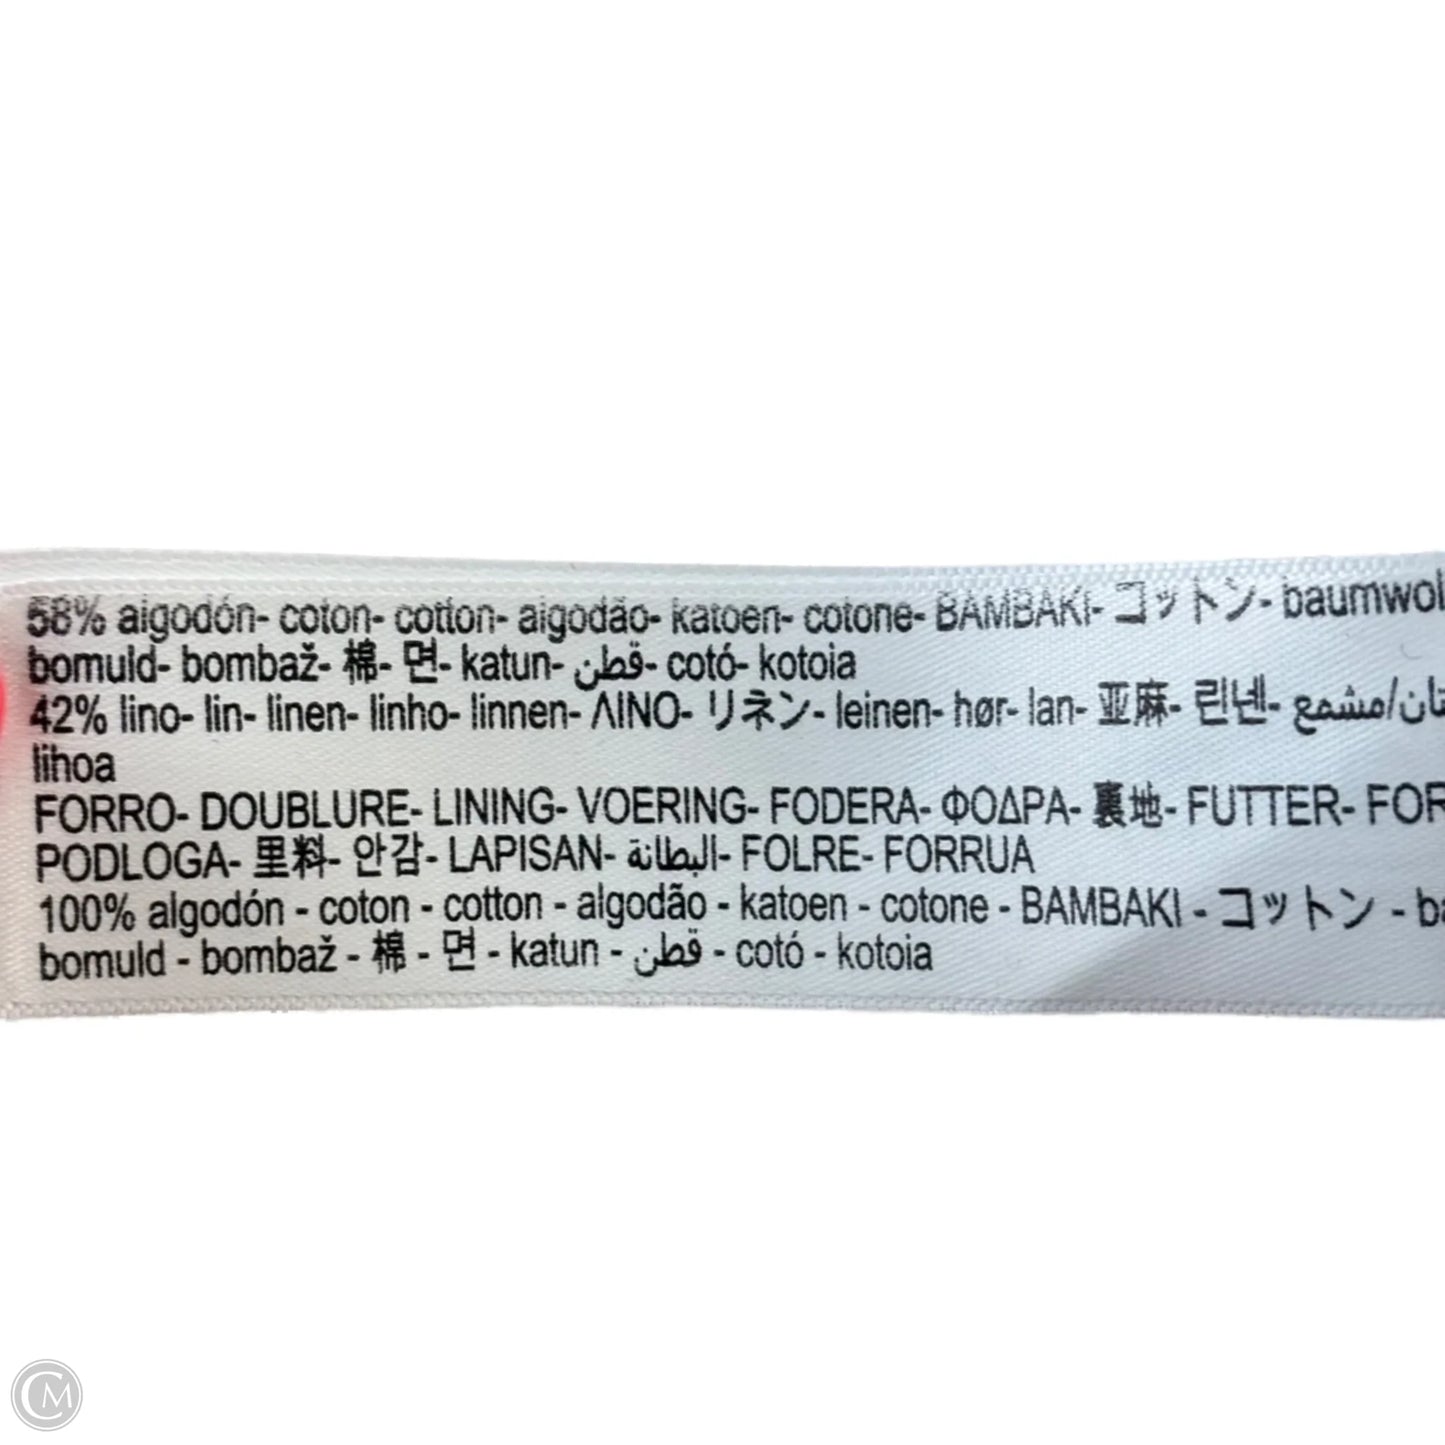 58% algodón- coton- cotton- algodão- katoen- cotone- BAMBAKI- コットン- baumwol
bomuld- bombaž- 棉- 면- katun- قطن- cotó- kotoia
42% lino- lin- linen- linho- linnen- ΛINO- リネン- leinen- hør- lan- 亚麻- 린넨- تان/مشمع
lihoa
FORRO- DOUBLURE- LINING- VOERING- FODERA- ΦΟΔΡΑ- 裏地- FUTTER- FOR
PODLOGA- 里料- 안감- LAPISAN- البطانة- FOLRE- FORRUA
100% algodón - coton - cotton - algodão - katoen - cotone - BAMBAKI - コットン - ba
bomuld - bombaž - 棉 - 면 - katun - قطن - cotó - kotoia
CM